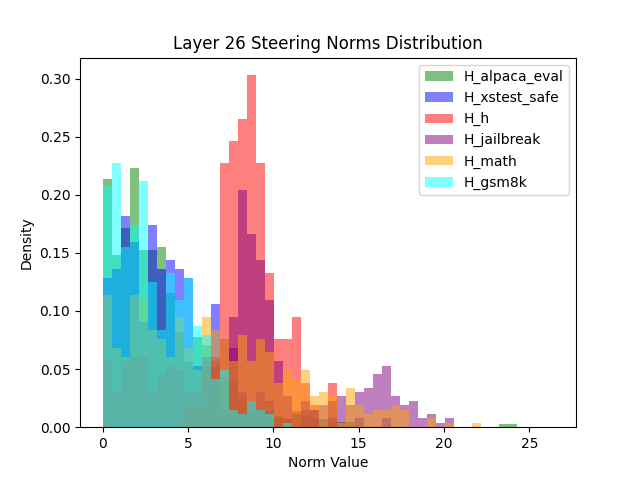 Layer 26 Steering Norms Distribution
H_alpaca_eval
H_xstest_safe
H_h
H_jailbreak
H_math
H_gsm8k
0.30
0.25
0.20
0.15
0.10
0.05
0.00
Density
0 5 10 15 20 25
Norm Value